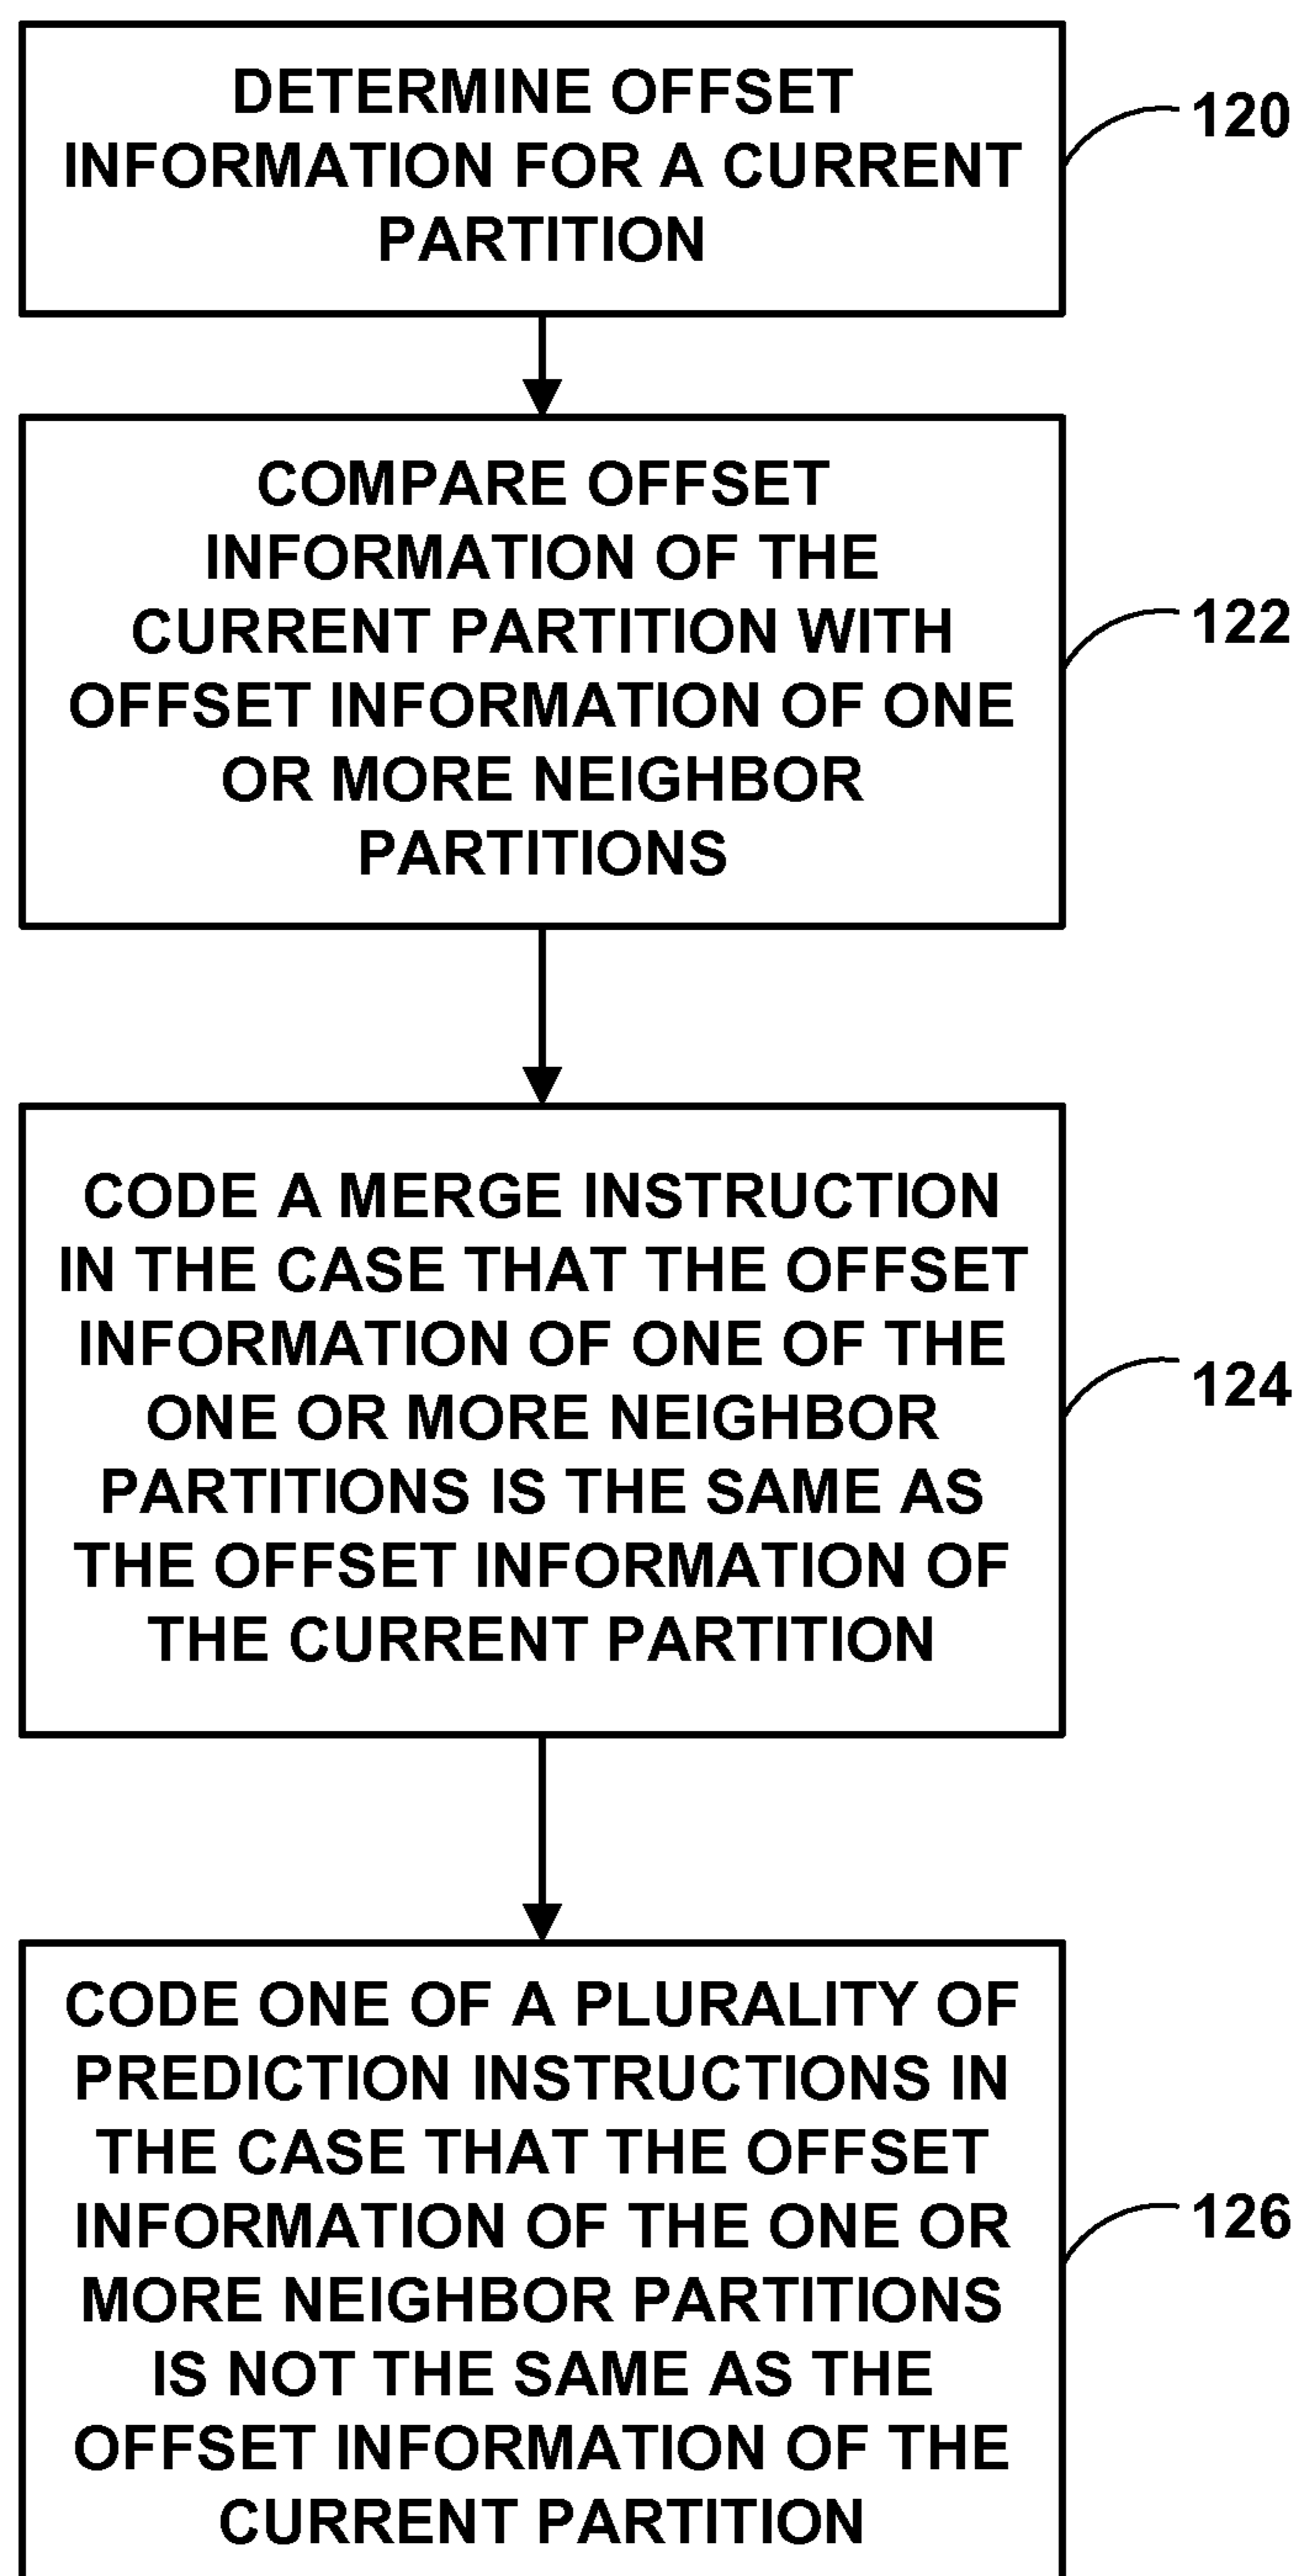 DETERMINE OFFSET
INFORMATION FOR A CURRENT
PARTITION
120
COMPARE OFFSET
INFORMATION OF THE
CURRENT PARTITION WITH
OFFSET INFORMATION OF ONE
OR MORE NEIGHBOR
PARTITIONS
122
CODE A MERGE INSTRUCTION
IN THE CASE THAT THE OFFSET
INFORMATION OF ONE OF THE
ONE OR MORE NEIGHBOR
PARTITIONS IS THE SAME AS
THE OFFSET INFORMATION OF
THE CURRENT PARTITION
124
CODE ONE OF A PLURALITY OF
PREDICTION INSTRUCTIONS IN
THE CASE THAT THE OFFSET
INFORMATION OF THE ONE OR
MORE NEIGHBOR PARTITIONS
IS NOT THE SAME AS THE
OFFSET INFORMATION OF THE
CURRENT PARTITION
126